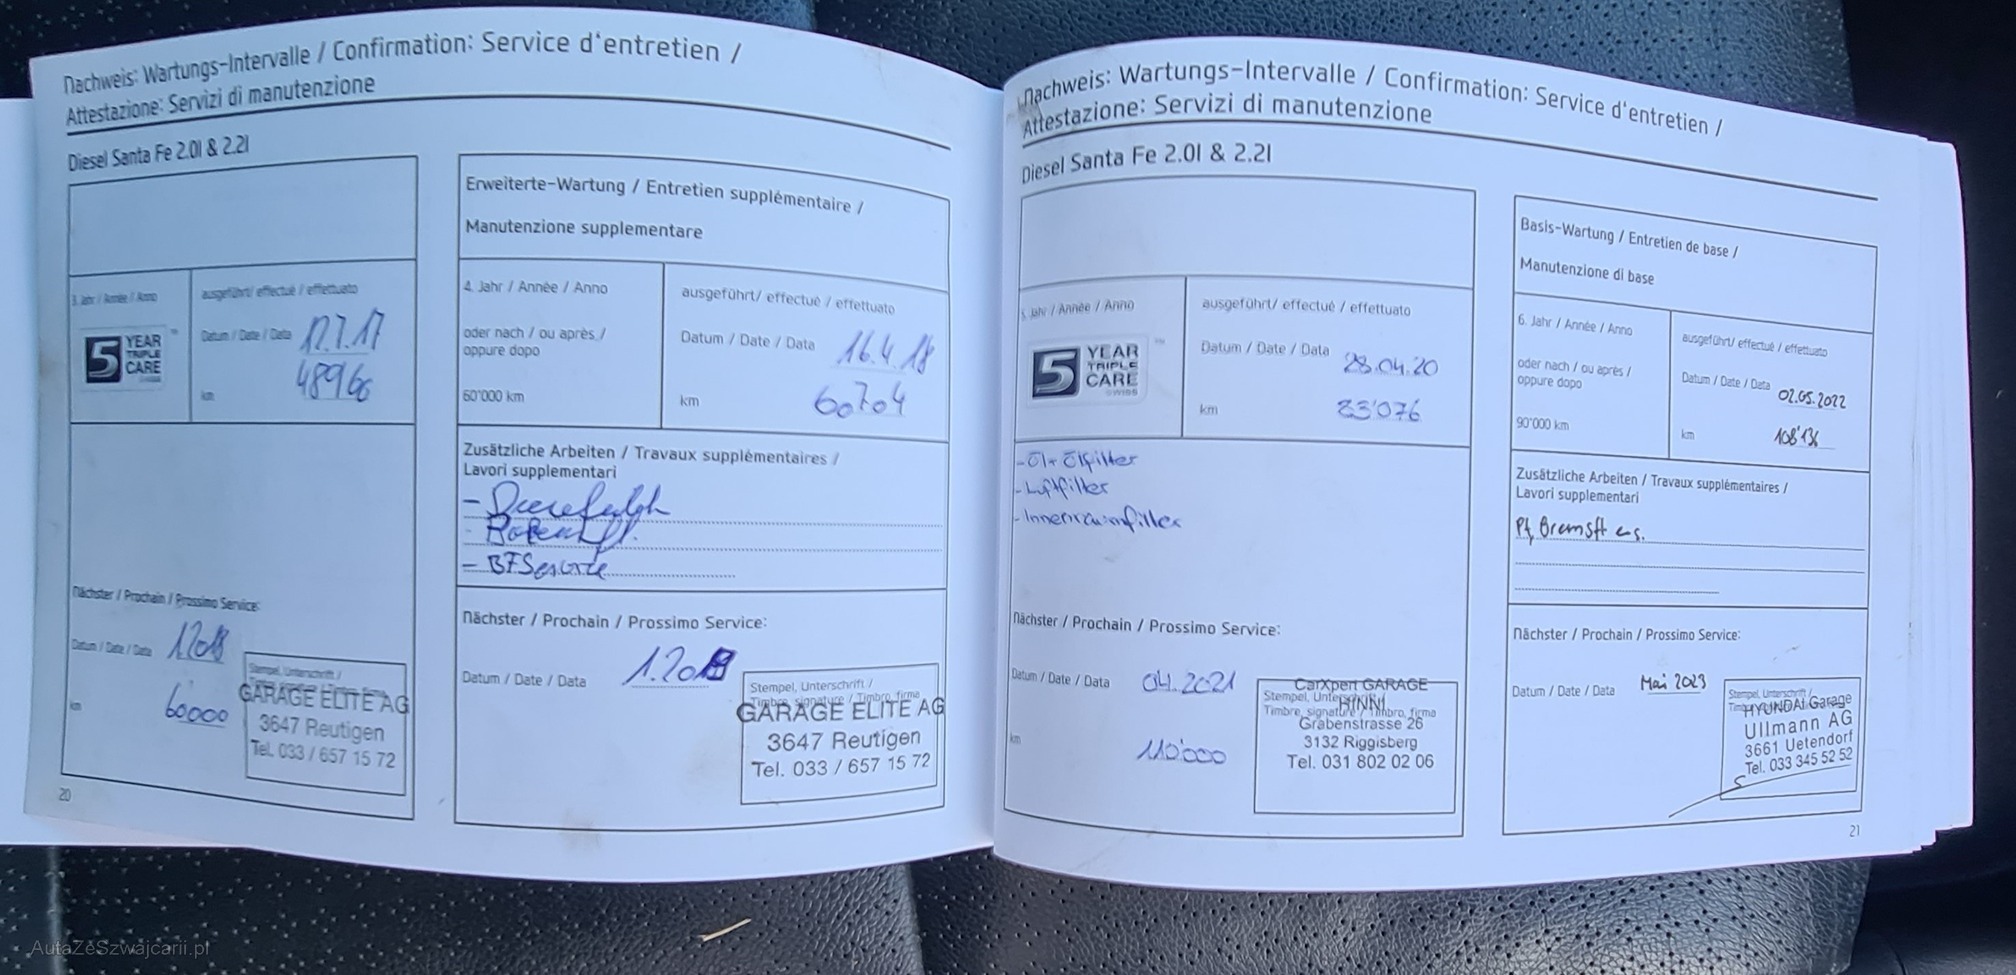 Nachweis: Wartungs-Intervalle / Confirmation: Service d'entretien /
Attestazione: Servizi di manutenzione
Diesel Santa Fe 2.0l & 2.2l
3. Jahr / Année / Anno
5 YEAR
TRIPLE
CARE
ausgeführt/ effectué / effettuato
Datum / Date / Data 17.7.17
km 48966
Nächster / Prochain / Prossimo Service:
Datum / Date / Data 1.2018
km 60000
Stempel, Unterschrift /
GARAGE ELITE AG
3647 Reutigen
Tel. 033 / 657 15 72
20
Erweiterte-Wartung / Entretien supplémentaire /
Manutenzione supplementare
4. Jahr / Année / Anno
oder nach / ou après /
oppure dopo
60'000 km
ausgeführt/ effectué / effettuato
Datum / Date / Data 16.4.18
km 60704
Zusätzliche Arbeiten / Travaux supplémentaires /
Lavori supplementari
- BFService
Nächster / Prochain / Prossimo Service:
Datum / Date / Data 1.2019
Stempel, Unterschrift /
Timbre, signature / Timbro, firma
GARAGE ELITE AG
3647 Reutigen
Tel. 033 / 657 15 72
Nachweis: Wartungs-Intervalle / Confirmation: Service d'entretien /
Attestazione: Servizi di manutenzione
Diesel Santa Fe 2.0l & 2.2l
5. Jahr / Année / Anno
5 YEAR
TRIPLE
CARE
SWISS
ausgeführt/ effectué / effettuato
Datum / Date / Data 28.04.20
km 83'076
- Öl + Ölfilter
- Luftfilter
- Innenraumfilter
Nächster / Prochain / Prossimo Service:
Datum / Date / Data 04.2021
km 110'000
CarXpert GARAGE
Stempel, Unterschrift /
HINNI
Timbre, signature / Timbro, firma
Grabenstrasse 26
3132 Riggisberg
Tel. 031 802 02 06
Basis-Wartung / Entretien de base /
Manutenzione di base
6. Jahr / Année / Anno
oder nach / ou après /
oppure dopo
90'000 km
ausgeführt/ effectué / effettuato
Datum / Date / Data 02.05.2022
km 108'136
Zusätzliche Arbeiten / Travaux supplémentaires /
Lavori supplementari
Nächster / Prochain / Prossimo Service:
Datum / Date / Data Mai 2023
Stempel, Unterschrift /
HYUNDAI Garage
Ullmann AG
3661 Uetendorf
Tel. 033 345 52 52
21
AutaZeSzwajcarii.pl